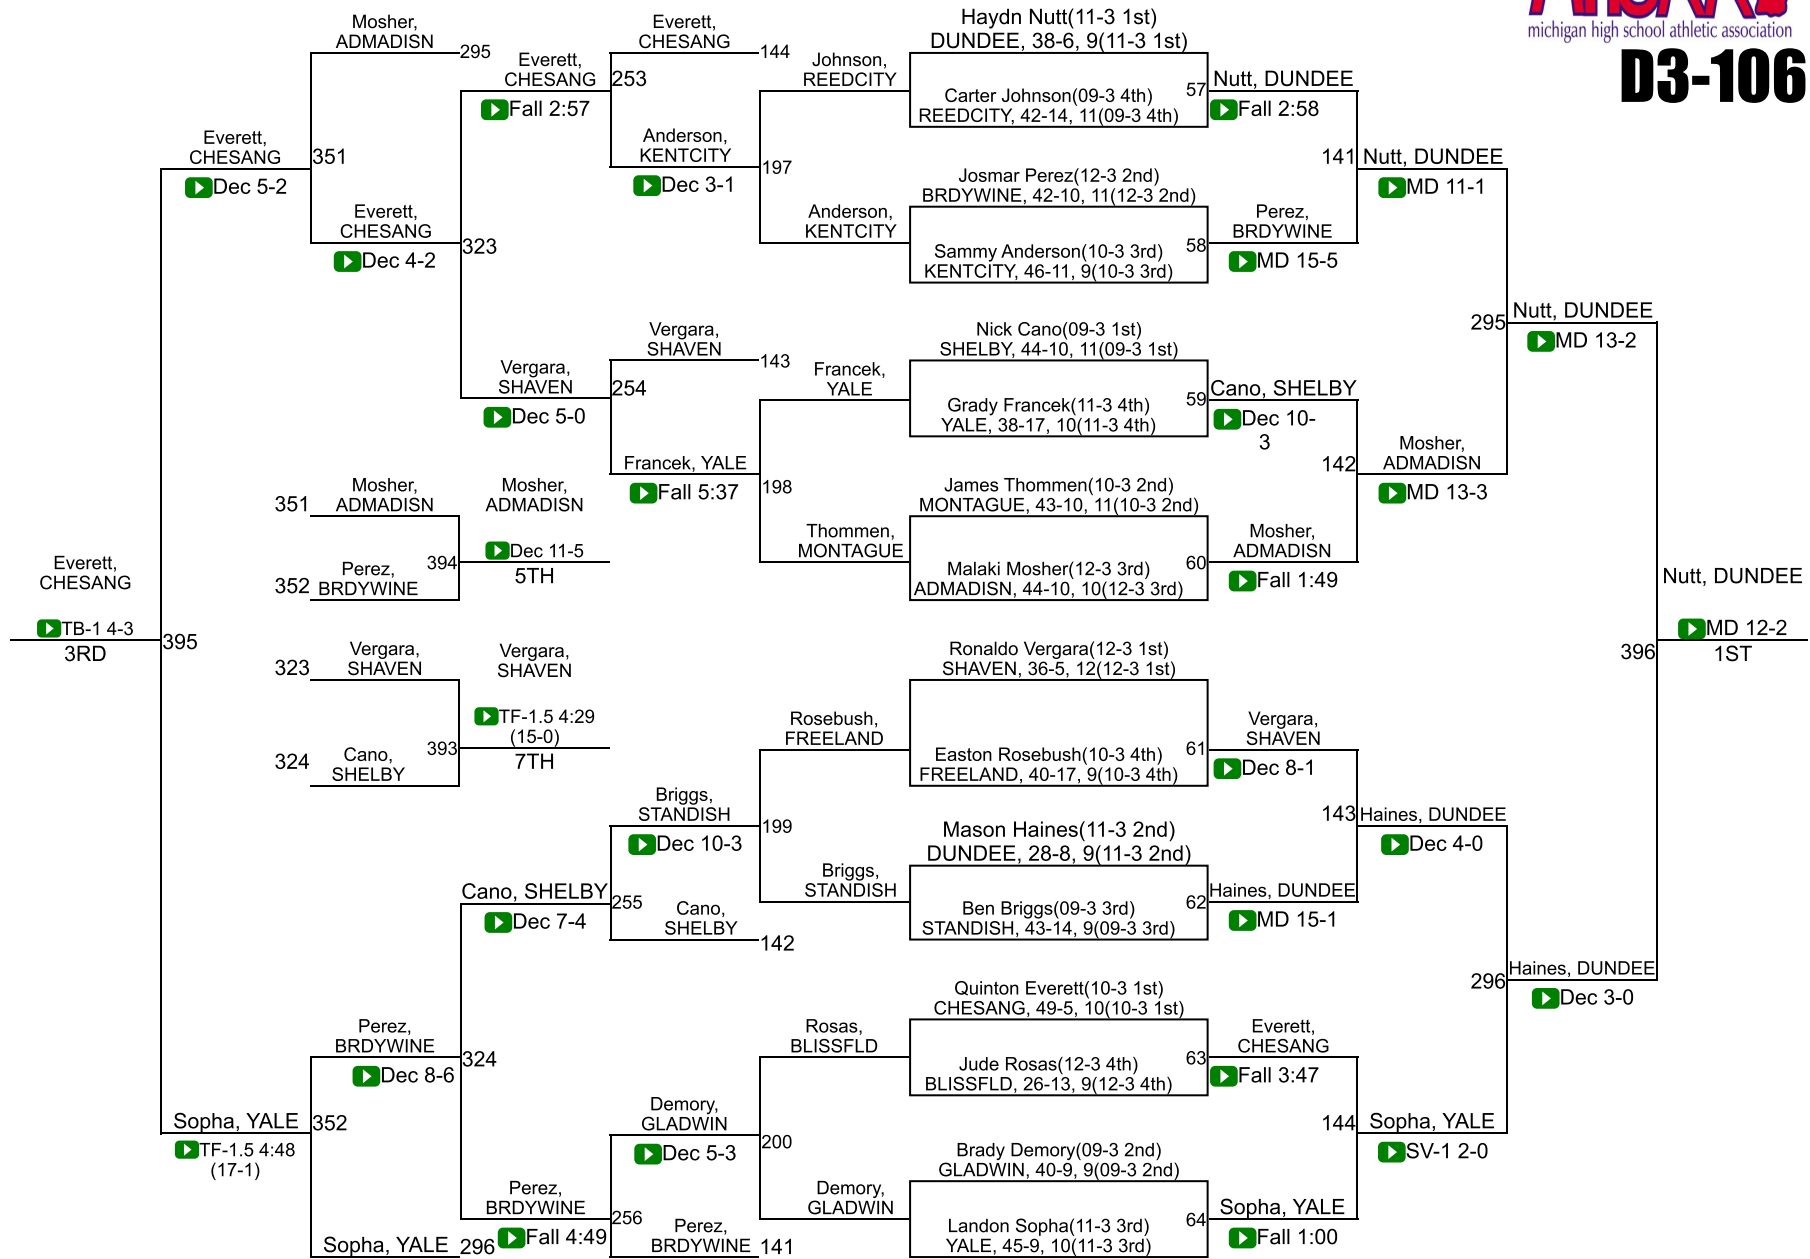 michigan high school athletic association
D3-106
Mosher,
ADMADISN
295
Everett,
CHESANG
Fall 2:57
253
Everett,
CHESANG
144
Johnson,
REEDCITY
Haydn Nutt(11-3 1st)
DUNDEE, 38-6, 9(11-3 1st)
Carter Johnson(09-3 4th)
REEDCITY, 42-14, 11(09-3 4th)
57
Nutt, DUNDEE
Fall 2:58
Everett,
CHESANG
Dec 5-2
351
Anderson,
KENTCITY
Dec 3-1
197
141
Nutt, DUNDEE
MD 11-1
Everett,
CHESANG
Dec 4-2
323
Anderson,
KENTCITY
Josmar Perez(12-3 2nd)
BRDYWINE, 42-10, 11(12-3 2nd)
Sammy Anderson(10-3 3rd)
KENTCITY, 46-11, 9(10-3 3rd)
58
Perez,
BRDYWINE
MD 15-5
295
Nutt, DUNDEE
MD 13-2
Vergara,
SHAVEN
Dec 5-0
254
Vergara,
SHAVEN
143
Francek,
YALE
Nick Cano(09-3 1st)
SHELBY, 44-10, 11(09-3 1st)
Grady Francek(11-3 4th)
YALE, 38-17, 10(11-3 4th)
59
Cano, SHELBY
Dec 10-
3
Francek, YALE
Fall 5:37
198
142
Mosher,
ADMADISN
MD 13-3
351
Mosher,
ADMADISN
Mosher,
ADMADISN
Thommen,
MONTAGUE
James Thommen(10-3 2nd)
MONTAGUE, 43-10, 11(10-3 2nd)
Malaki Mosher(12-3 3rd)
ADMADISN, 44-10, 10(12-3 3rd)
60
Mosher,
ADMADISN
Fall 1:49
352
Perez,
BRDYWINE
394
Dec 11-5
5TH
Everett,
CHESANG
TB-1 4-3
3RD
395
Nutt, DUNDEE
MD 12-2
1ST
396
323
Vergara,
SHAVEN
Vergara,
SHAVEN
324
Cano,
SHELBY
393
TF-1.5 4:29
(15-0)
7TH
Rosebush,
FREELAND
Ronaldo Vergara(12-3 1st)
SHAVEN, 36-5, 12(12-3 1st)
Easton Rosebush(10-3 4th)
FREELAND, 40-17, 9(10-3 4th)
61
Vergara,
SHAVEN
Dec 8-1
Briggs,
STANDISH
Dec 10-3
199
143
Haines, DUNDEE
Dec 4-0
Cano, SHELBY
Dec 7-4
255
Cano,
SHELBY
142
Briggs,
STANDISH
Mason Haines(11-3 2nd)
DUNDEE, 28-8, 9(11-3 2nd)
Ben Briggs(09-3 3rd)
STANDISH, 43-14, 9(09-3 3rd)
62
Haines, DUNDEE
MD 15-1
296
Haines, DUNDEE
Dec 3-0
Perez,
BRDYWINE
Dec 8-6
324
Rosas,
BLISSFLD
Quinton Everett(10-3 1st)
CHESANG, 49-5, 10(10-3 1st)
Jude Rosas(12-3 4th)
BLISSFLD, 26-13, 9(12-3 4th)
63
Everett,
CHESANG
Fall 3:47
Sopha, YALE
TF-1.5 4:48
(17-1)
352
Demory,
GLADWIN
Dec 5-3
200
144
Sopha, YALE
SV-1 2-0
Perez,
BRDYWINE
Fall 4:49
256
Demory,
GLADWIN
Brady Demory(09-3 2nd)
GLADWIN, 40-9, 9(09-3 2nd)
Landon Sopha(11-3 3rd)
YALE, 45-9, 10(11-3 3rd)
64
Sopha, YALE
Fall 1:00
Sopha, YALE
296
Perez,
BRDYWINE
141